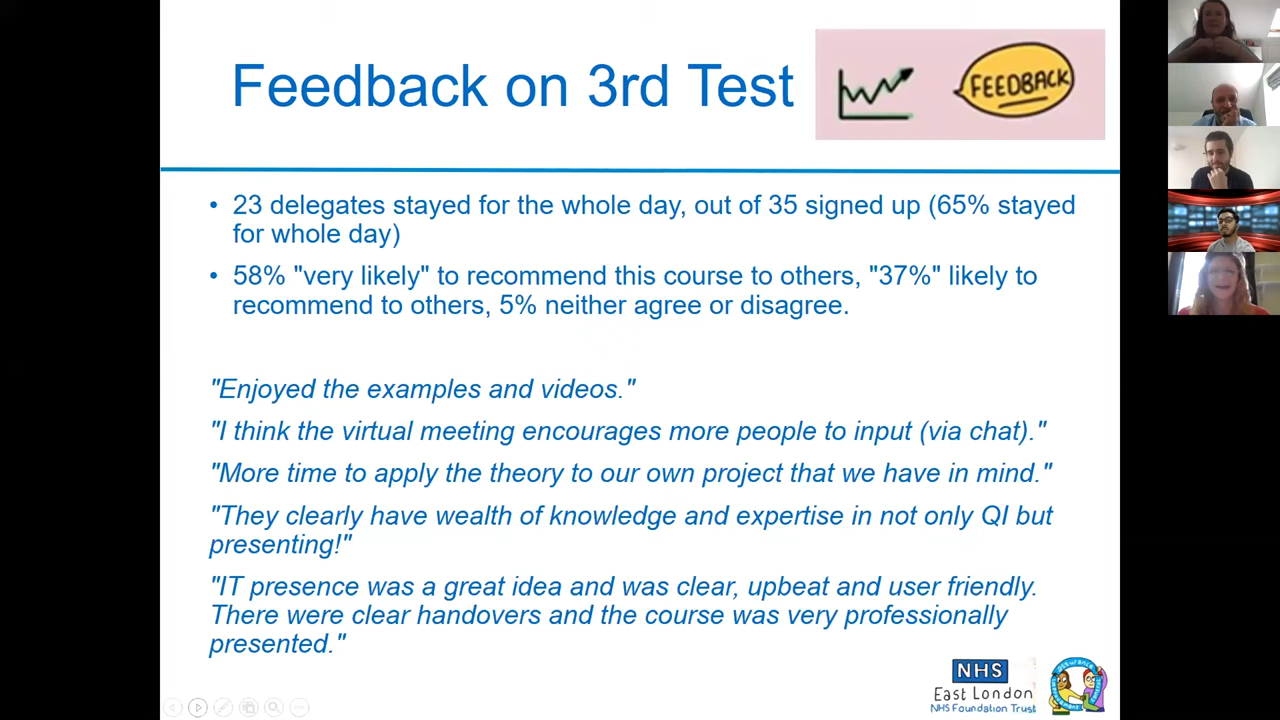 Feedback on 3rd Test
FEEDBACK
• 23 delegates stayed for the whole day, out of 35 signed up (65% stayed
for whole day)
• 58% "very likely" to recommend this course to others, "37%" likely to
recommend to others, 5% neither agree or disagree.
"Enjoyed the examples and videos."
"I think the virtual meeting encourages more people to input (via chat)."
"More time to apply the theory to our own project that we have in mind."
"They clearly have wealth of knowledge and expertise in not only QI but
presenting!"
"IT presence was a great idea and was clear, upbeat and user friendly.
There were clear handovers and the course was very professionally
presented."
NHS
East London
NHS Foundation Trust